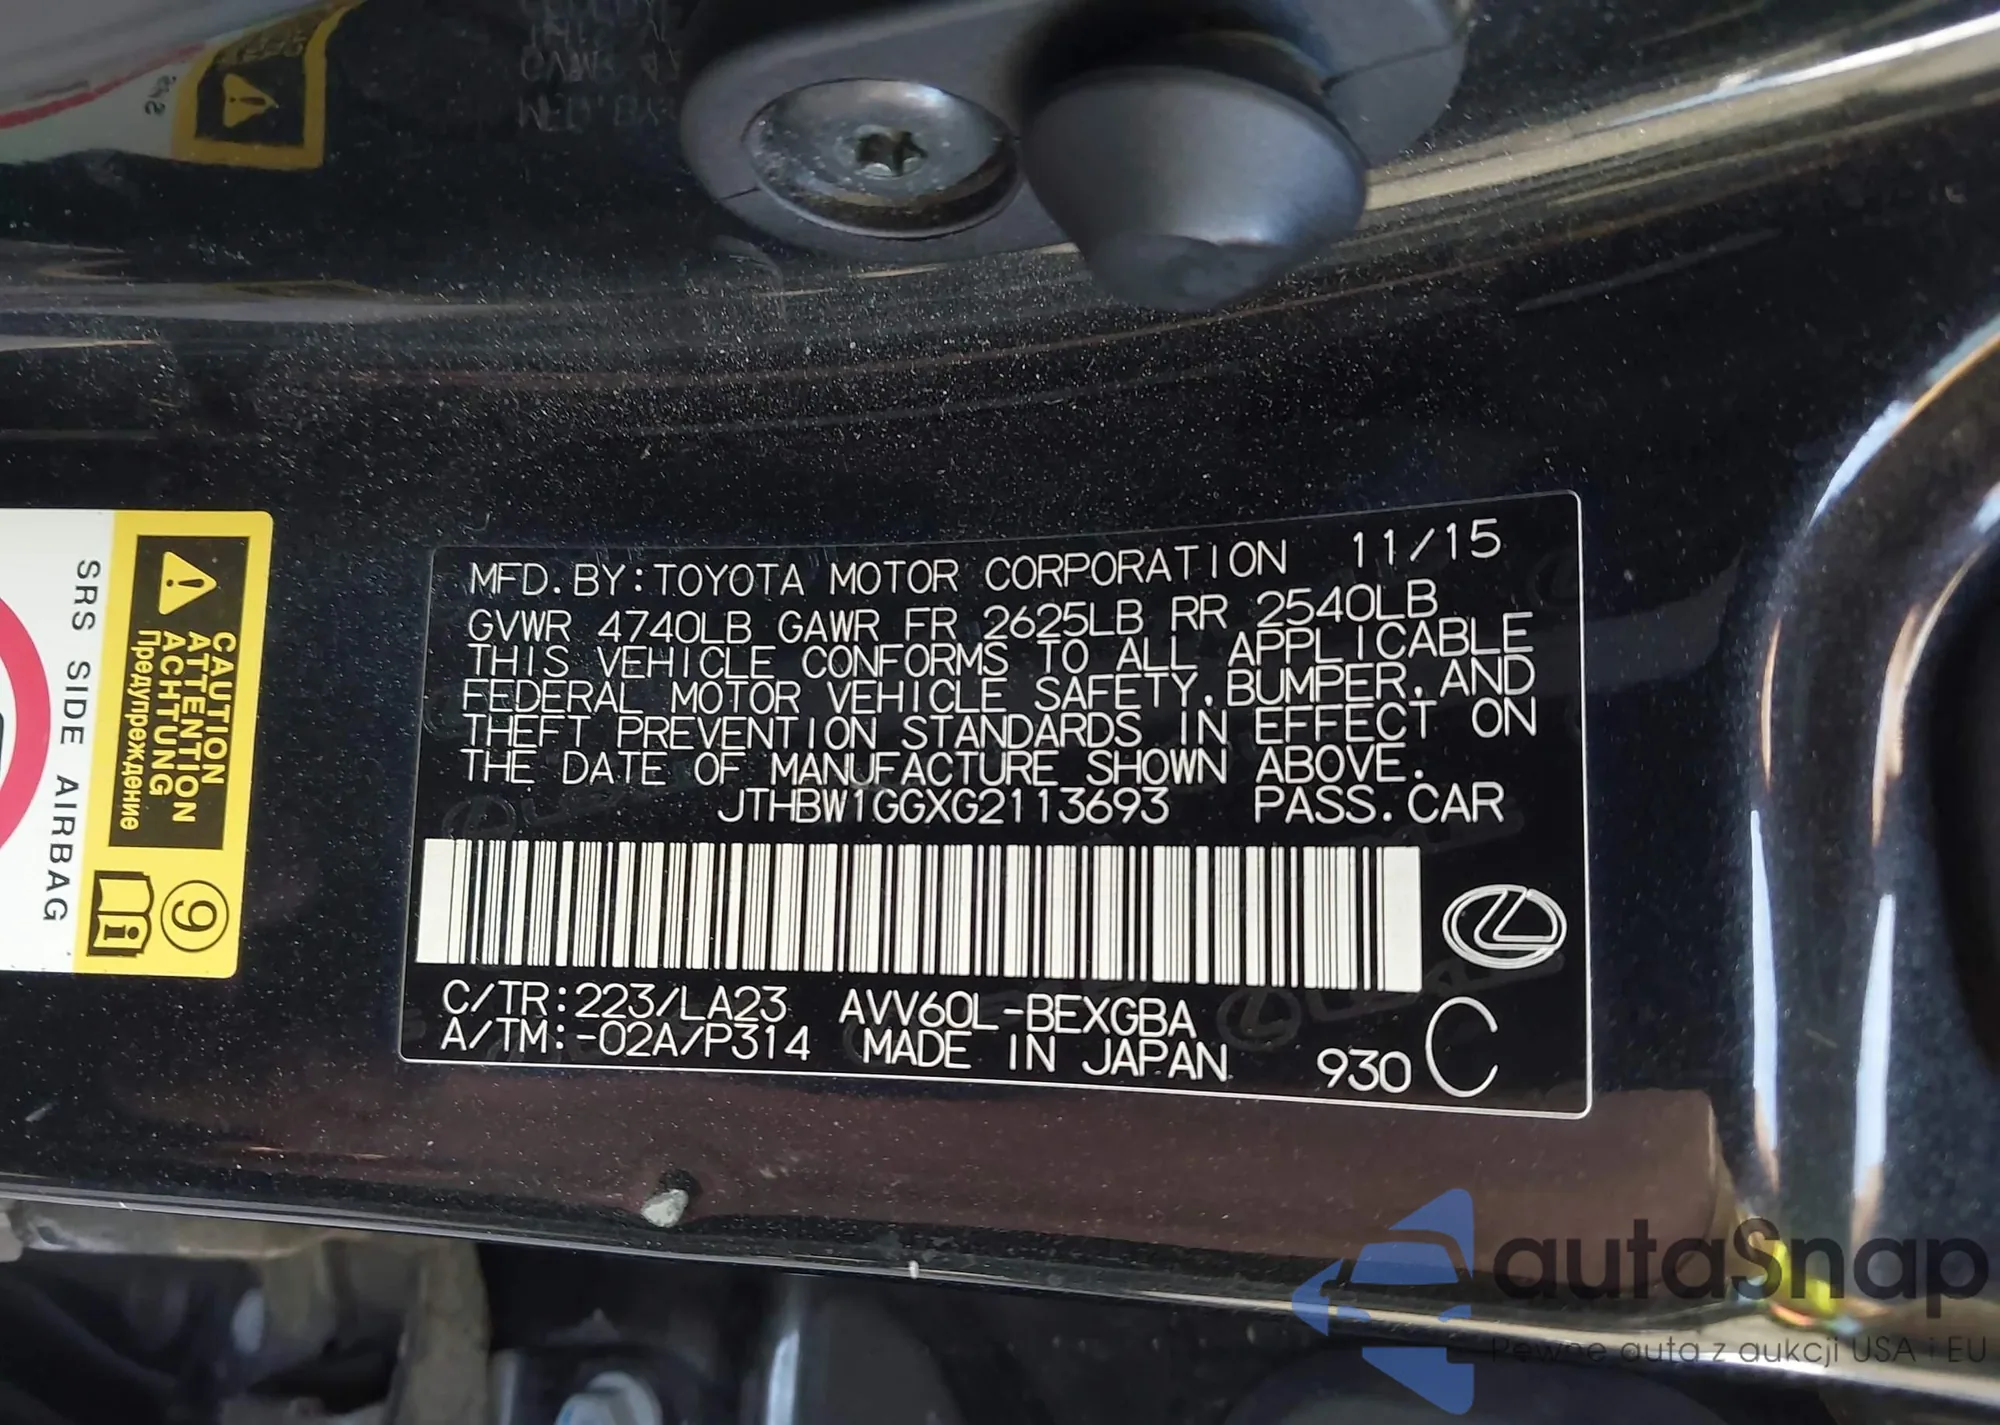 MFD.BY:TOYOTA MOTOR CORPORATION 11/15
GVWR 4740LB GAWR FR 2625LB RR 2540LB
THIS VEHICLE CONFORMS TO ALL APPLICABLE
FEDERAL MOTOR VEHICLE SAFETY,BUMPER,AND
THEFT PREVENTION STANDARDS IN EFFECT ON
THE DATE OF MANUFACTURE SHOWN ABOVE.
JTHBW1GGXG2113693 PASS.CAR
C/TR:223/LA23 AVV60L-BEXGBA
A/TM:-02A/P314 MADE IN JAPAN 930 C
CAUTION
ATTENTION
ACHTUNG
Предупреждение
SRS SIDE AIRBAG
9
i
autaSnap
Pewne auta z aukcji USA i EU